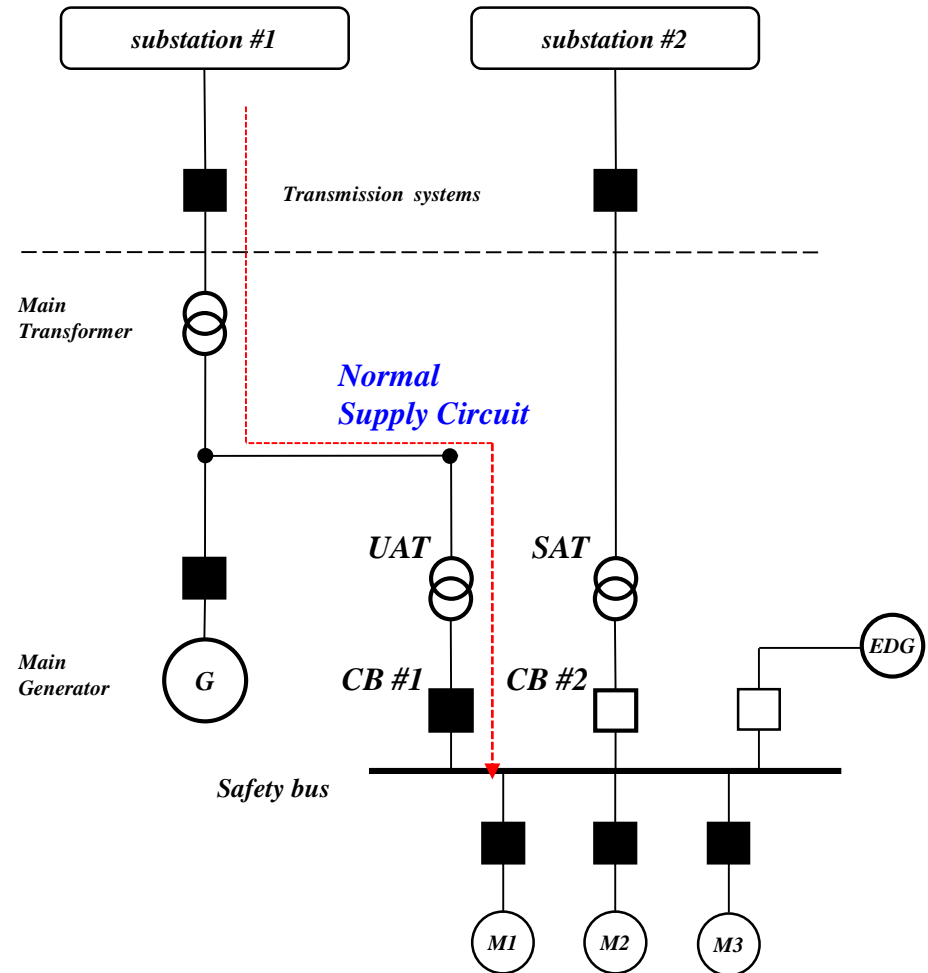 substation #1
substation #2
Transmission systems
Main
Transformer
Normal
Supply Circuit
UAT
SAT
EDG
Main
Generator
G
CB #1
CB #2
Safety bus
M1
M2
M3